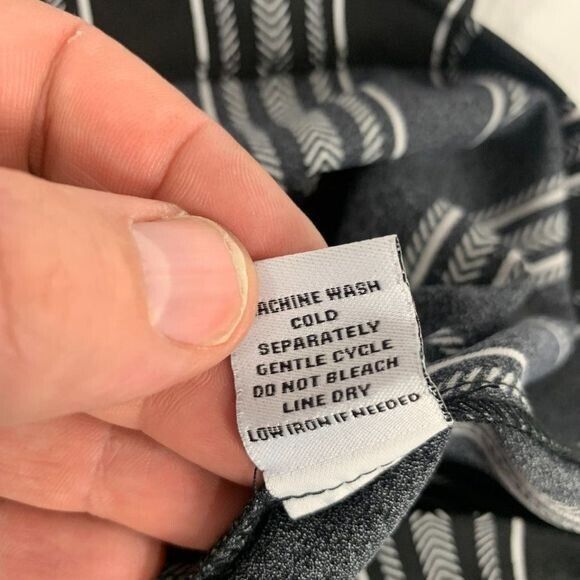 ACHINE WASH
COLD
SEPARATELY
GENTLE CYCLE
DO NOT BLEACH
LINE DRY
LOW IRON IF NEEDED